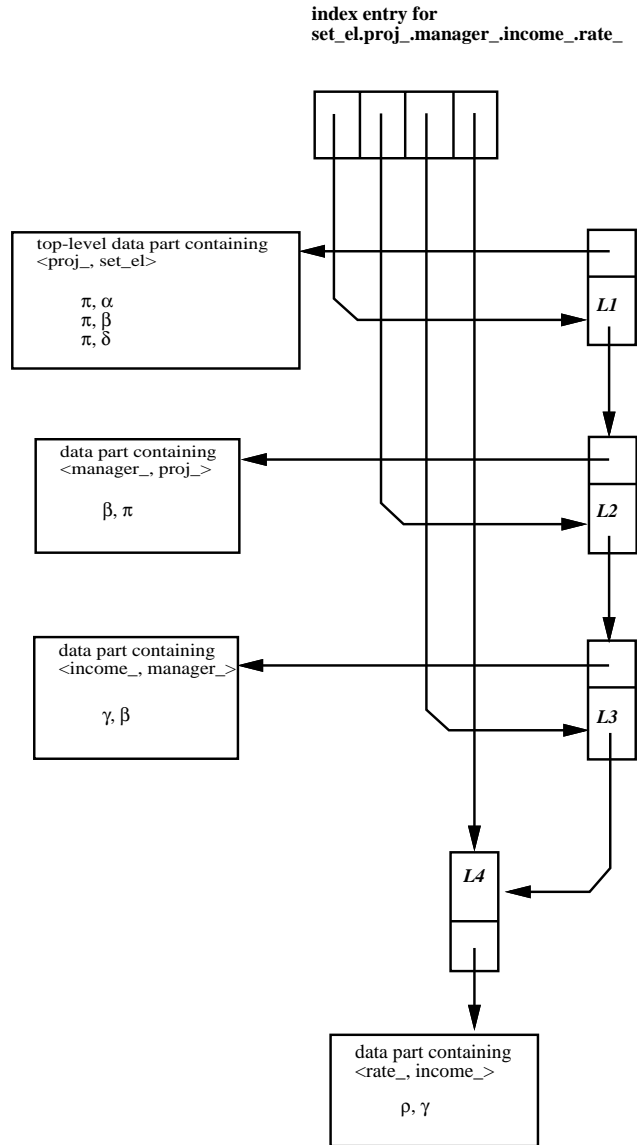 index entry for
set_el.proj_.manager_.income_.rate_
top-level data part containing
<proj_, set_el>
π, α
π, β
π, δ
L1
data part containing
<manager_, proj_>
β, π
L2
data part containing
<income_, manager_>
γ, β
L3
L4
data part containing
<rate_, income_>
ρ, γ